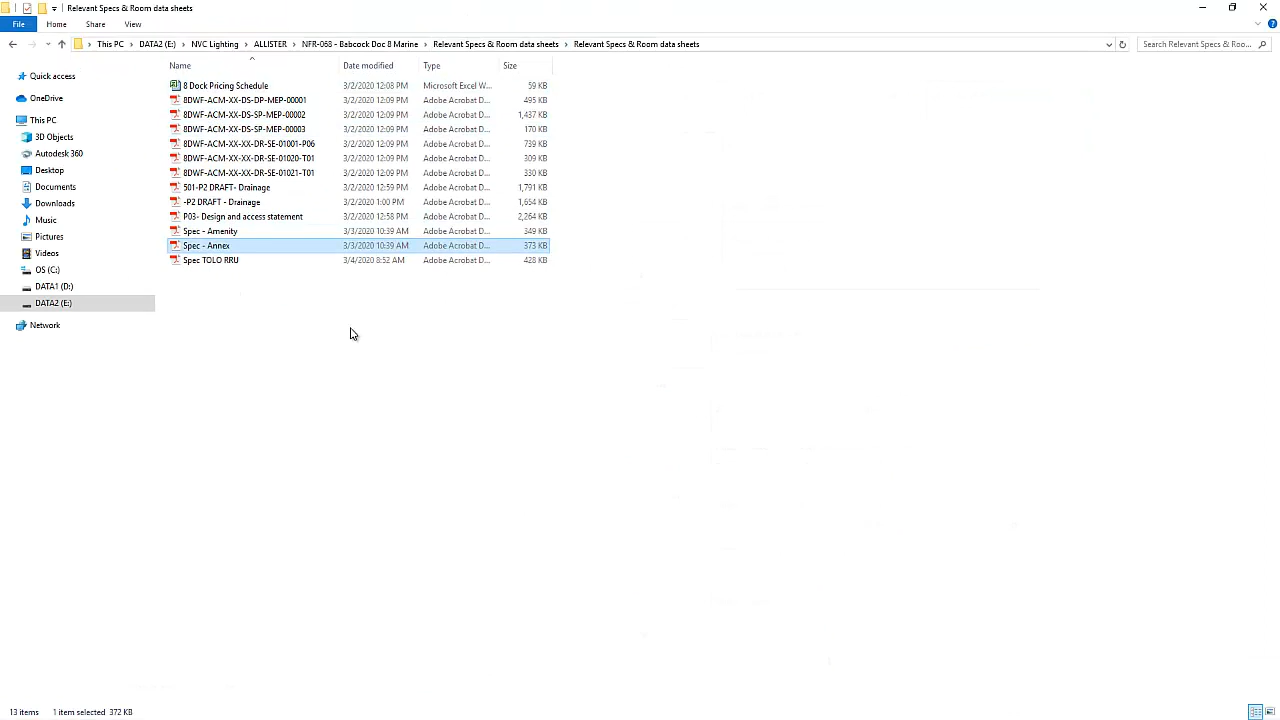 Relevant Specs & Room data sheets
File Home Share View
This PC DATA2 (E:) NVC Lighting ALLISTER NFR-068 - Babcock Doc 8 Marine Relevant Specs & Room data sheets Relevant Specs & Room data sheets Search Relevant Specs & Roo...
Name Date modified Type Size
Quick access
OneDrive
This PC
3D Objects
Autodesk 360
Desktop
Documents
Downloads
Music
Pictures
Videos
OS (C:)
DATA1 (D:)
DATA2 (E:)
Network
8 Dock Pricing Schedule 3/2/2020 12:08 PM Microsoft Excel W... 59 KB
8DWF-ACM-XX-DS-DP-MEP-00001 3/2/2020 12:09 PM Adobe Acrobat D... 495 KB
8DWF-ACM-XX-DS-SP-MEP-00002 3/2/2020 12:09 PM Adobe Acrobat D... 1,437 KB
8DWF-ACM-XX-DS-SP-MEP-00003 3/2/2020 12:09 PM Adobe Acrobat D... 170 KB
8DWF-ACM-XX-XX-DR-SE-01001-P06 3/2/2020 12:09 PM Adobe Acrobat D... 739 KB
8DWF-ACM-XX-XX-DR-SE-01020-T01 3/2/2020 12:09 PM Adobe Acrobat D... 309 KB
8DWF-ACM-XX-XX-DR-SE-01021-T01 3/2/2020 12:09 PM Adobe Acrobat D... 330 KB
501-P2 DRAFT- Drainage 3/2/2020 12:59 PM Adobe Acrobat D... 1,791 KB
-P2 DRAFT - Drainage 3/2/2020 1:00 PM Adobe Acrobat D... 1,654 KB
P03- Design and access statement 3/2/2020 12:58 PM Adobe Acrobat D... 2,264 KB
Spec - Amenity 3/3/2020 10:39 AM Adobe Acrobat D... 349 KB
Spec - Annex 3/3/2020 10:39 AM Adobe Acrobat D... 373 KB
Spec TOLO RRU 3/4/2020 8:52 AM Adobe Acrobat D... 428 KB
13 items 1 item selected 372 KB